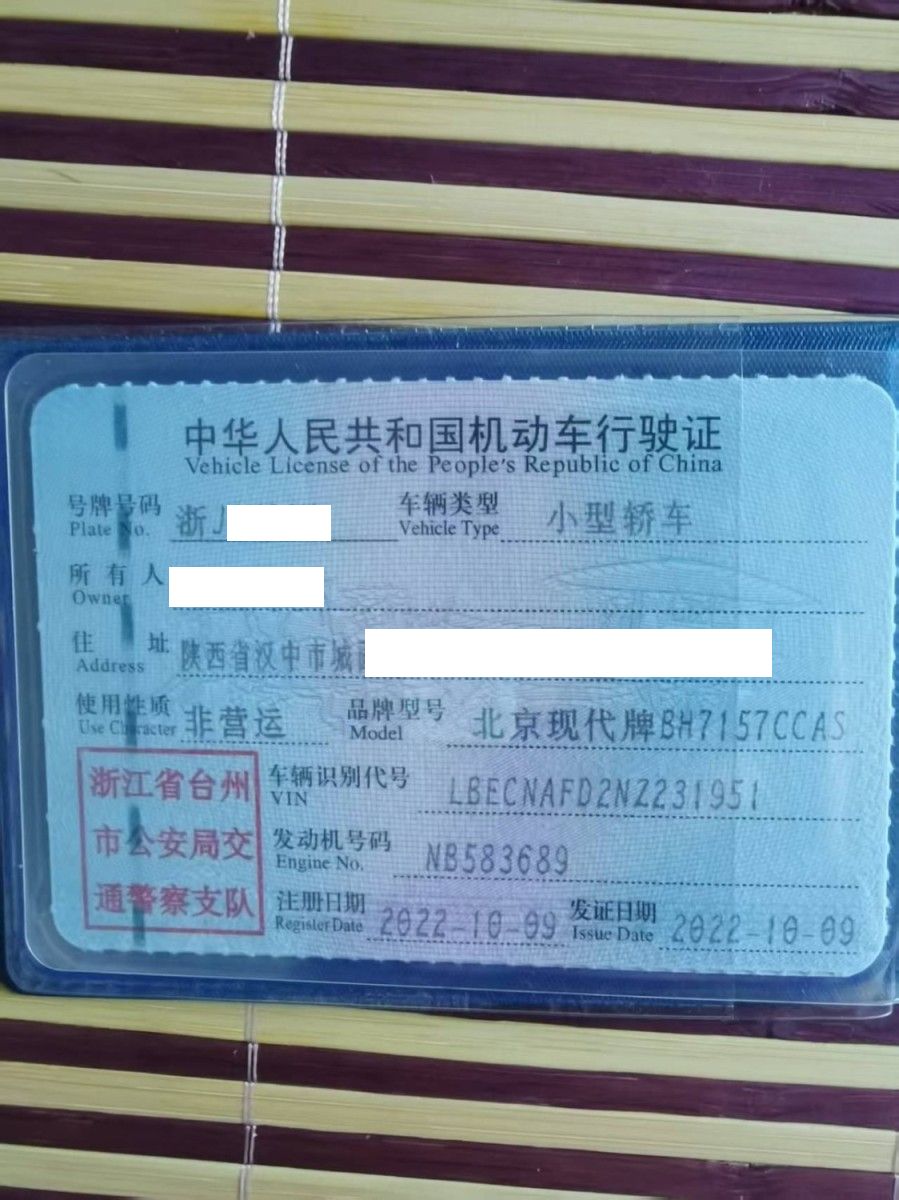 中华人民共和国机动车行驶证
Vehicle License of the People's Republic of China
号牌号码 浙J 车辆类型 小型轿车
Plate No. Vehicle Type
所有人
Owner
住址 陕西省汉中市城
Address
使用性质 非营运 品牌型号 北京现代牌BH7157CCAS
Use Character Model
浙江省台州 车辆识别代号 LBECNAFD2NZ231951
VIN
市公安局交 发动机号码 NB583689
Engine No.
通警察支队 注册日期 2022-10-09 发证日期 2022-10-09
Register Date Issue Date